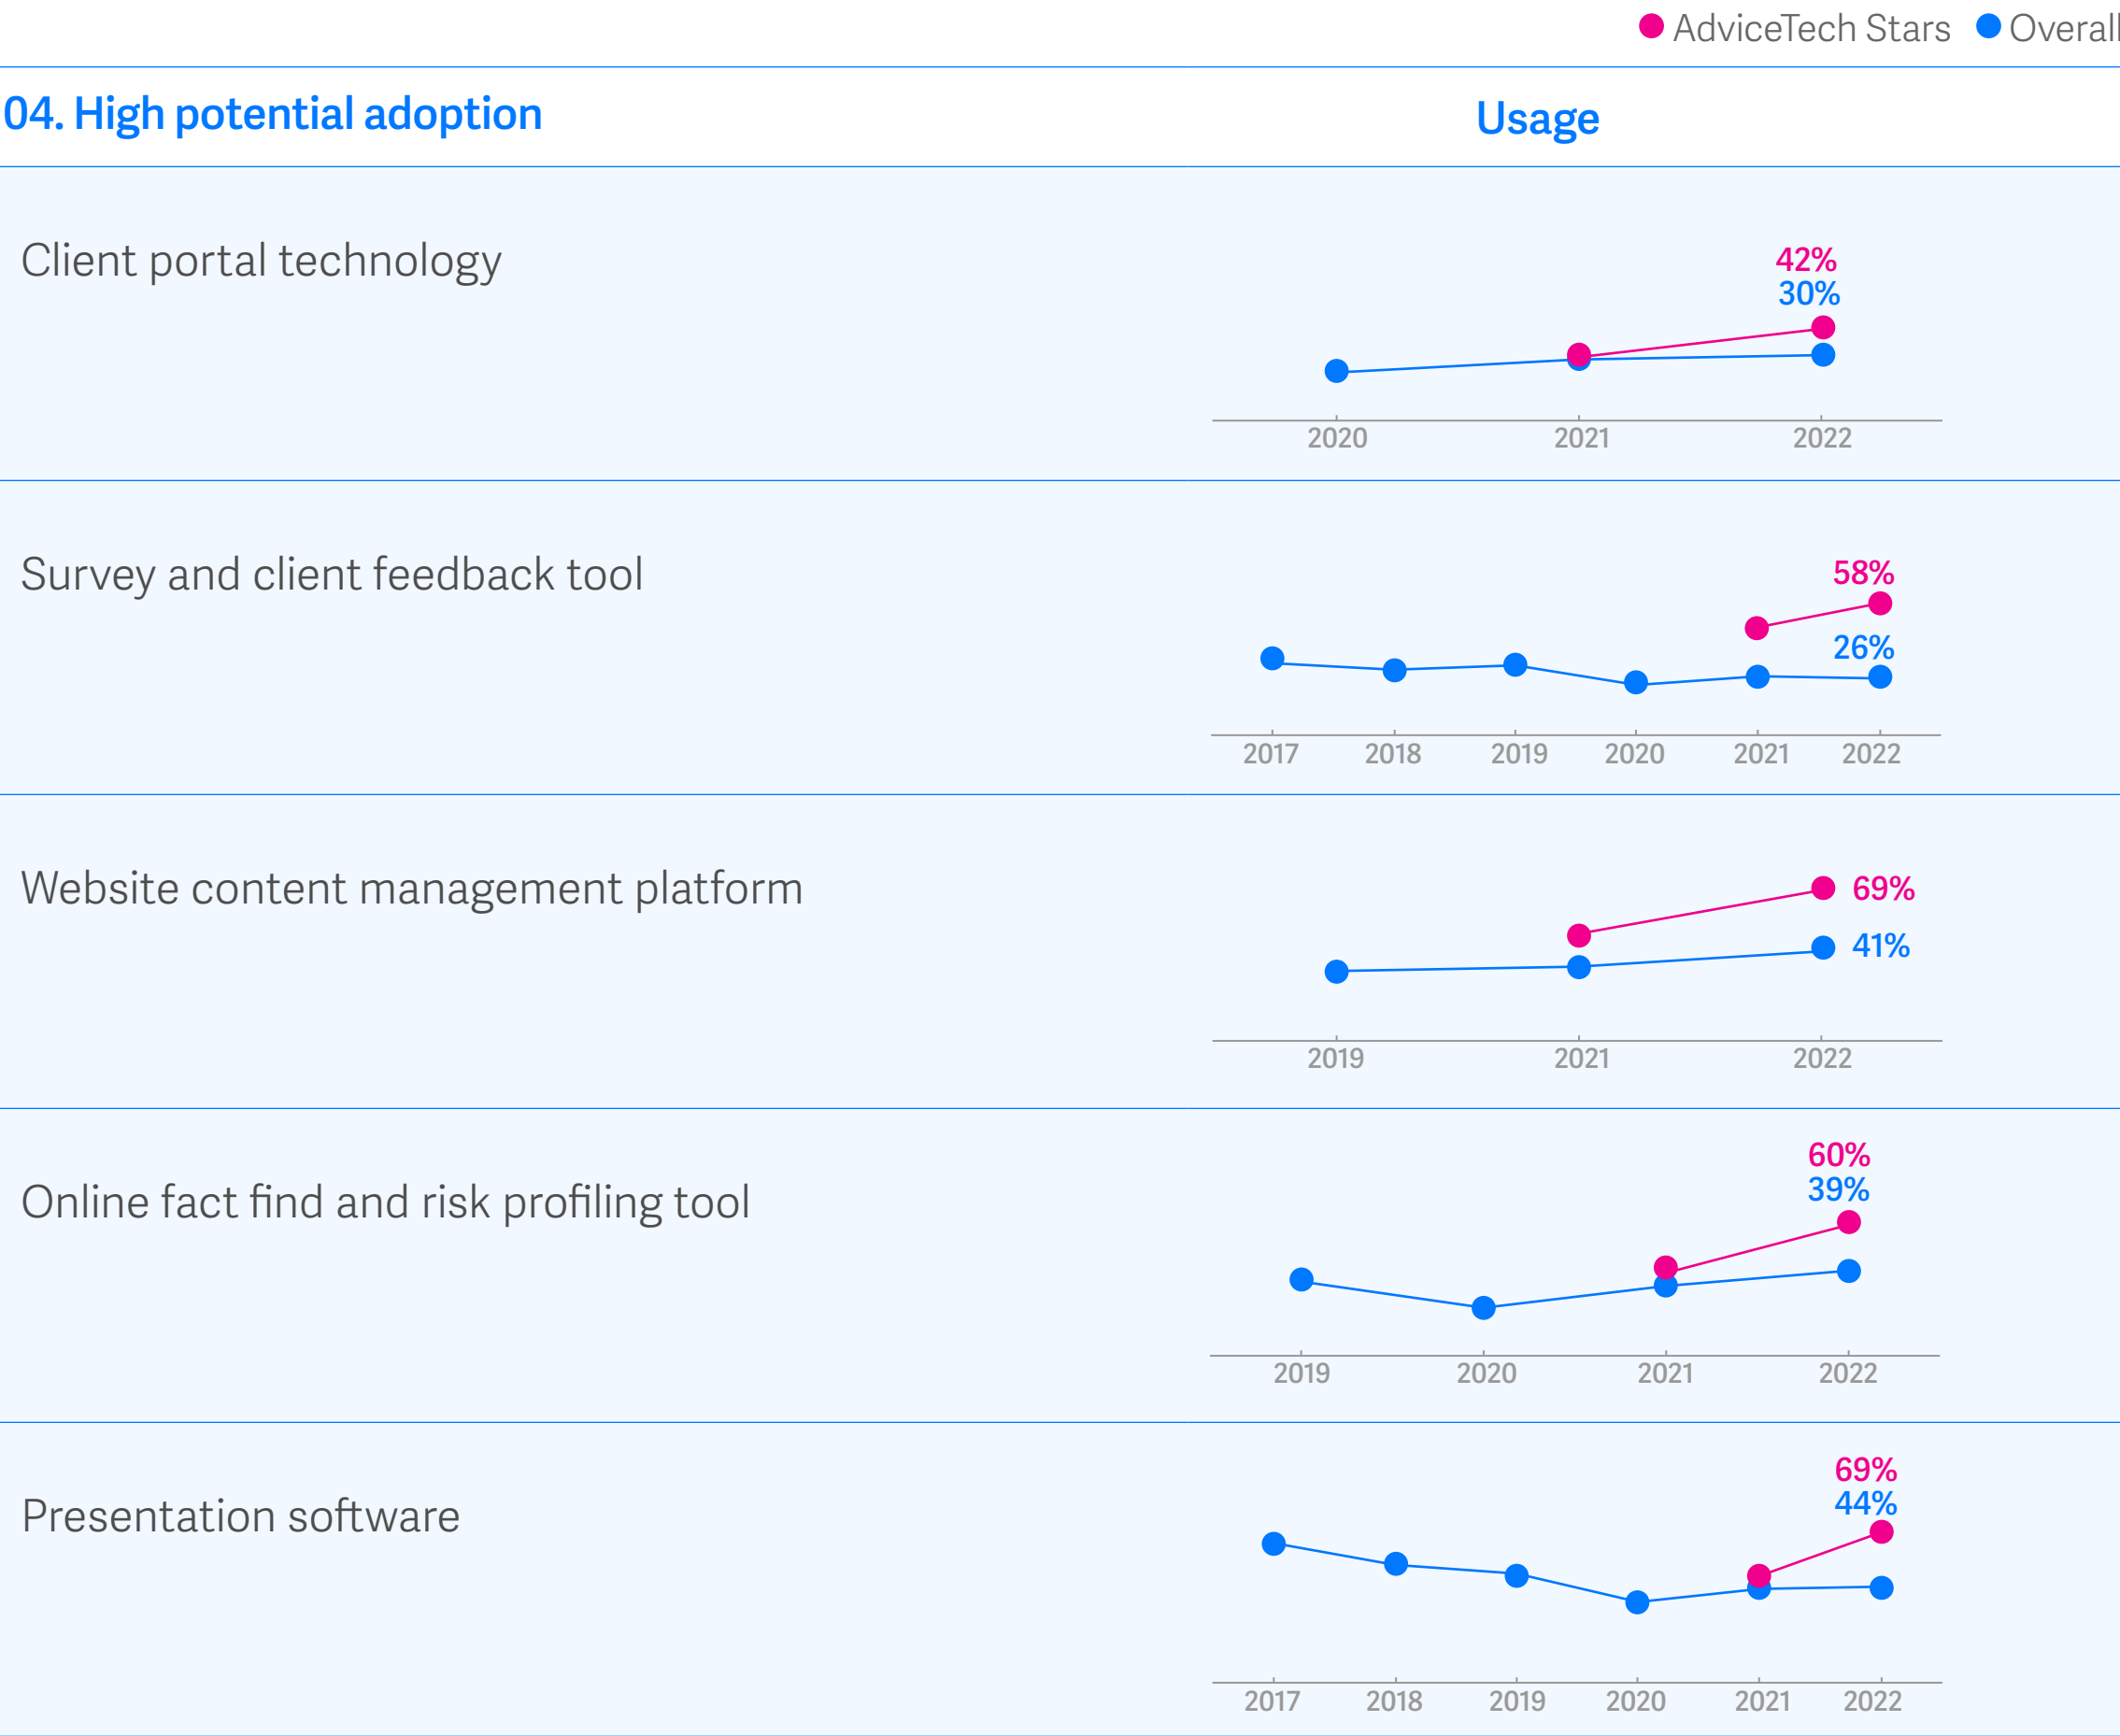 AdviceTech Stars Overall
04. High potential adoption Usage
Client portal technology
42%
30%
2020 2021 2022
Survey and client feedback tool
58%
26%
2017 2018 2019 2020 2021 2022
Website content management platform
69%
41%
2019 2021 2022
Online fact find and risk profiling tool
60%
39%
2019 2020 2021 2022
Presentation software
69%
44%
2017 2018 2019 2020 2021 2022